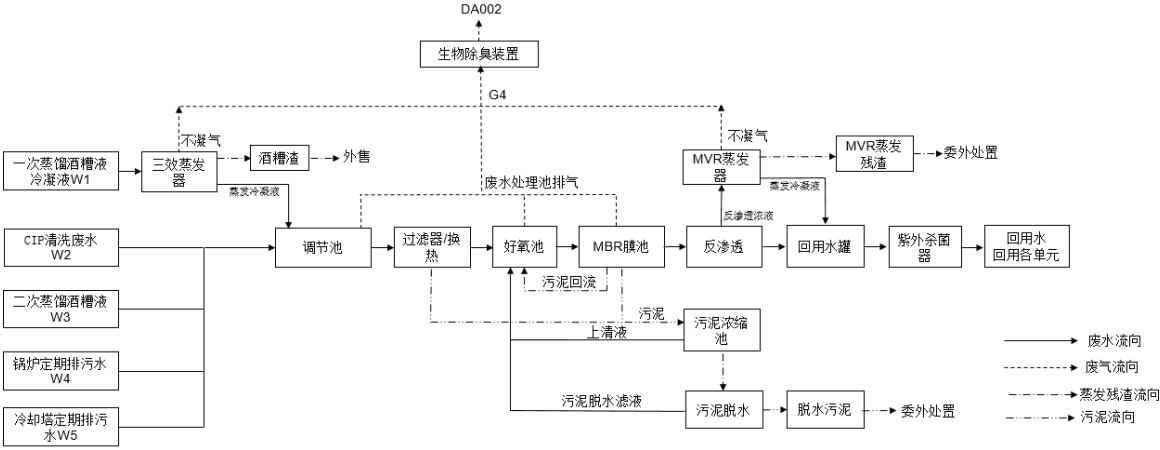 DA002
生物除臭装置
G4
不凝气
不凝气
一次蒸馏酒糟液
冷凝液W1
三效蒸发
器
酒糟渣
外售
蒸发冷凝液
废水处理池排气
MVR蒸发
器
MVR蒸发
残渣
委外处置
蒸发冷凝液
反渗透浓液
CIP清洗废水
W2
调节池
过滤器/换
热
好氧池
MBR膜池
反渗透
回用水罐
紫外杀菌
器
回用水
回用各单元
污泥回流
二次蒸馏酒糟液
W3
污泥
污泥浓缩
池
上清液
锅炉定期排污水
W4
冷却塔定期排污
水W5
污泥脱水滤液
污泥脱水
脱水污泥
委外处置
废水流向
废气流向
蒸发残渣流向
污泥流向